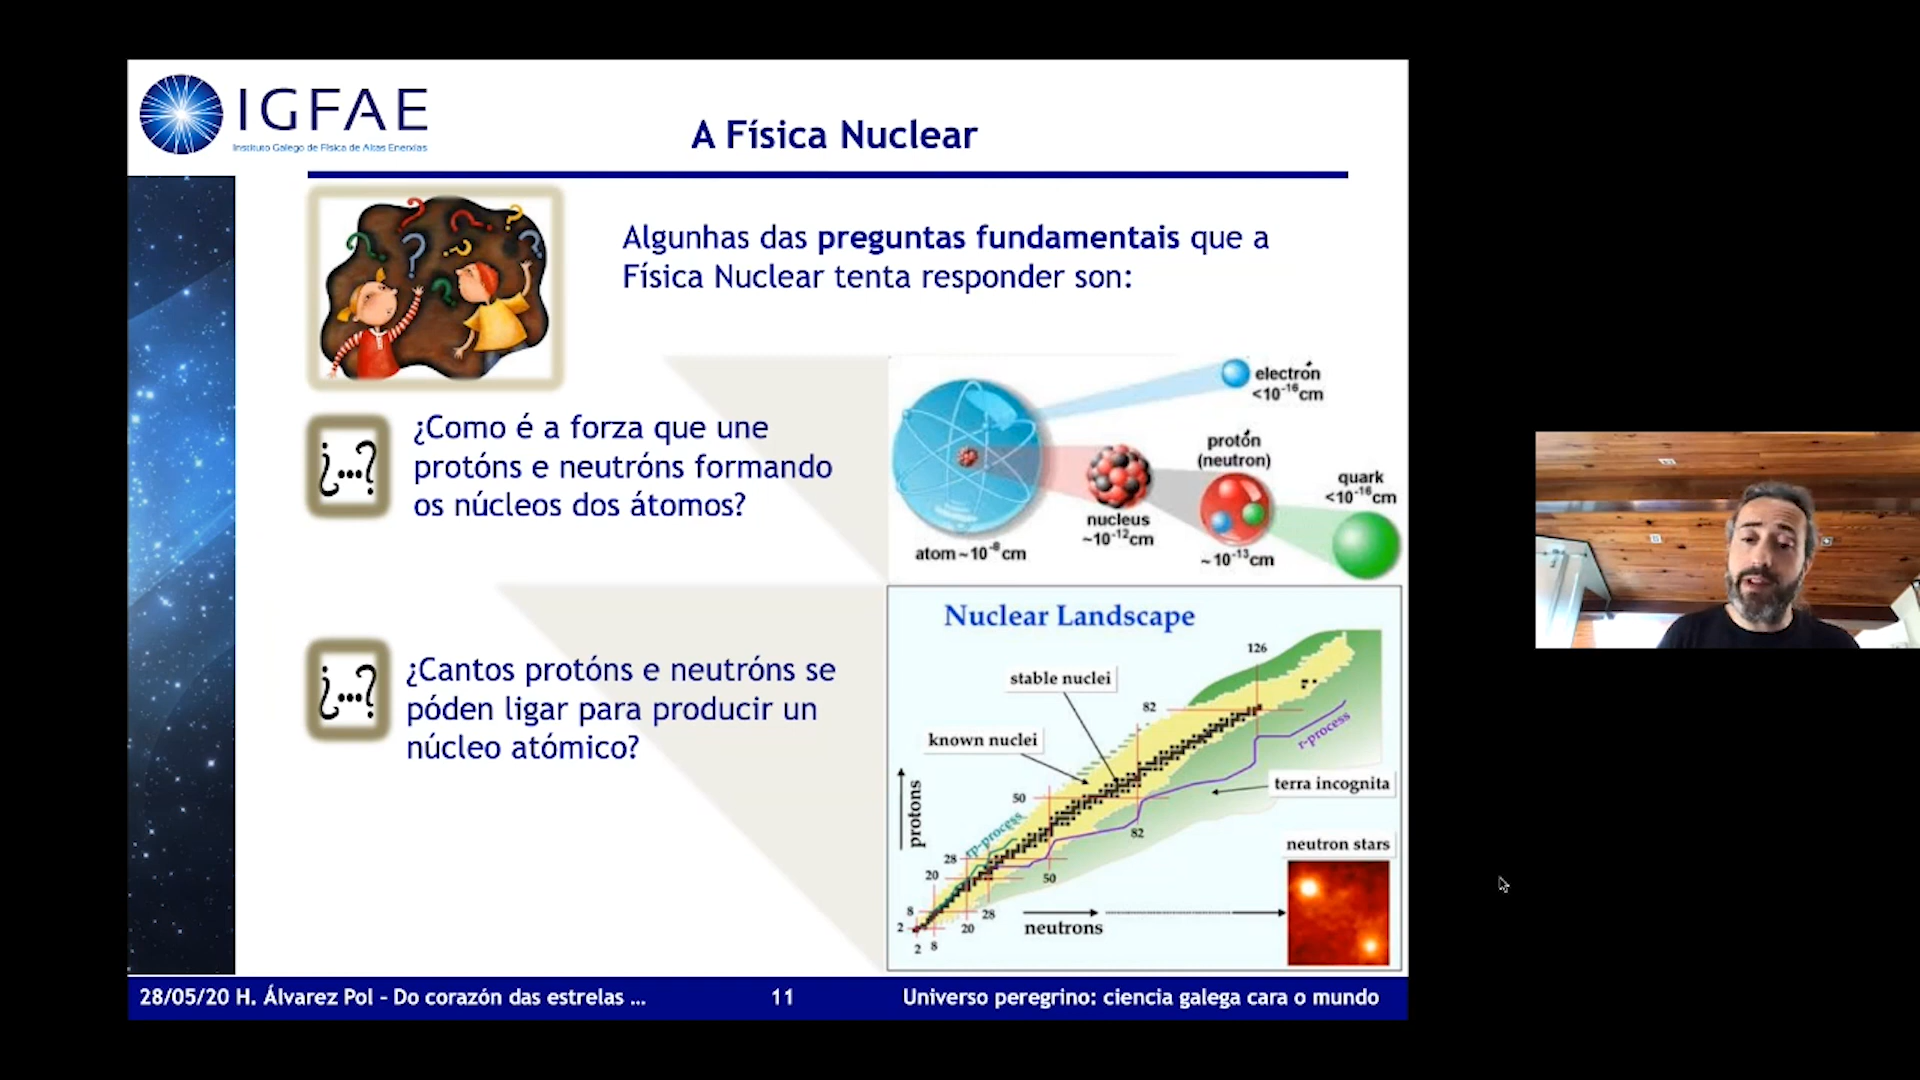 IGFAE
Instituto Galego de Física de Altas Enerxías
A Física Nuclear
Algunhas das preguntas fundamentais que a
Física Nuclear tenta responder son:
¿...?
¿Como é a forza que une
protóns e neutróns formando
os núcleos dos átomos?
electrón
<10⁻¹⁶cm
protón
(neutron)
quark
<10⁻¹⁶cm
nucleus
~10⁻¹²cm
atom ~ 10⁻⁸cm
~ 10⁻¹³cm
¿...?
¿Cantos protóns e neutróns se
póden ligar para producir un
núcleo atómico?
Nuclear Landscape
126
stable nuclei
82
r-process
known nuclei
terra incognita
50
protons
rp-process
82
neutron stars
28
20
50
8
28
2
20
neutrons
2 8
28/05/20 H. Álvarez Pol - Do corazón das estrelas ...
11
Universo peregrino: ciencia galega cara o mundo